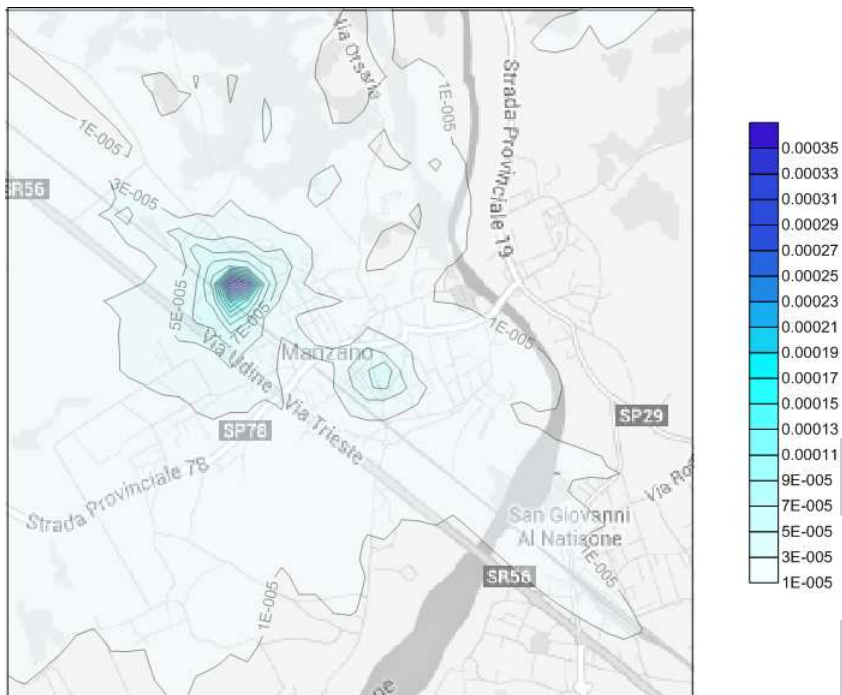 Via Orsaria
Strada Provinciale 19
1E-005
1E-005
3E-005
SR56
5E-005
7E-005
1E-005
Manzano
Via Udine
Via Trieste
SP78
SP29
Strada Provinciale 78
San Giovanni
Al Natisone
SR56
1E-005
1E-005
0.00035
0.00033
0.00031
0.00029
0.00027
0.00025
0.00023
0.00021
0.00019
0.00017
0.00015
0.00013
0.00011
9E-005
7E-005
5E-005
3E-005
1E-005